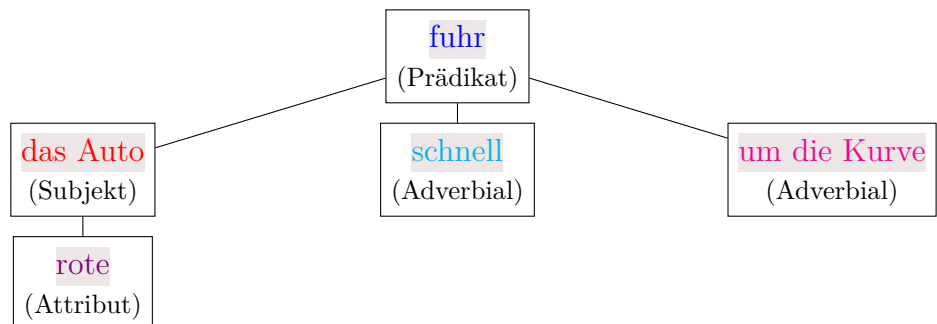 fuhr
(Prädikat)
das Auto
(Subjekt)
schnell
(Adverbial)
um die Kurve
(Adverbial)
rote
(Attribut)